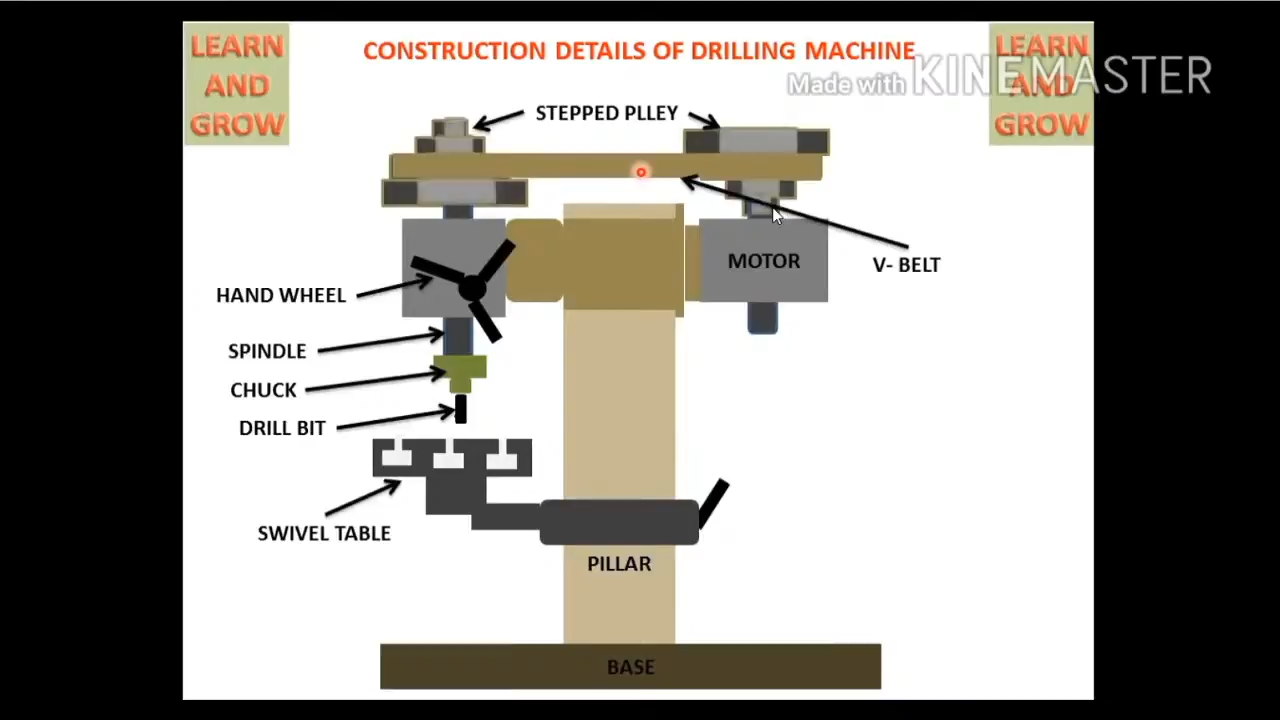 LEARN
AND
GROW
CONSTRUCTION DETAILS OF DRILLING MACHINE
LEARN
AND
GROW
Made with KINEMASTER
STEPPED PLLEY
MOTOR
V- BELT
HAND WHEEL
SPINDLE
CHUCK
DRILL BIT
SWIVEL TABLE
PILLAR
BASE